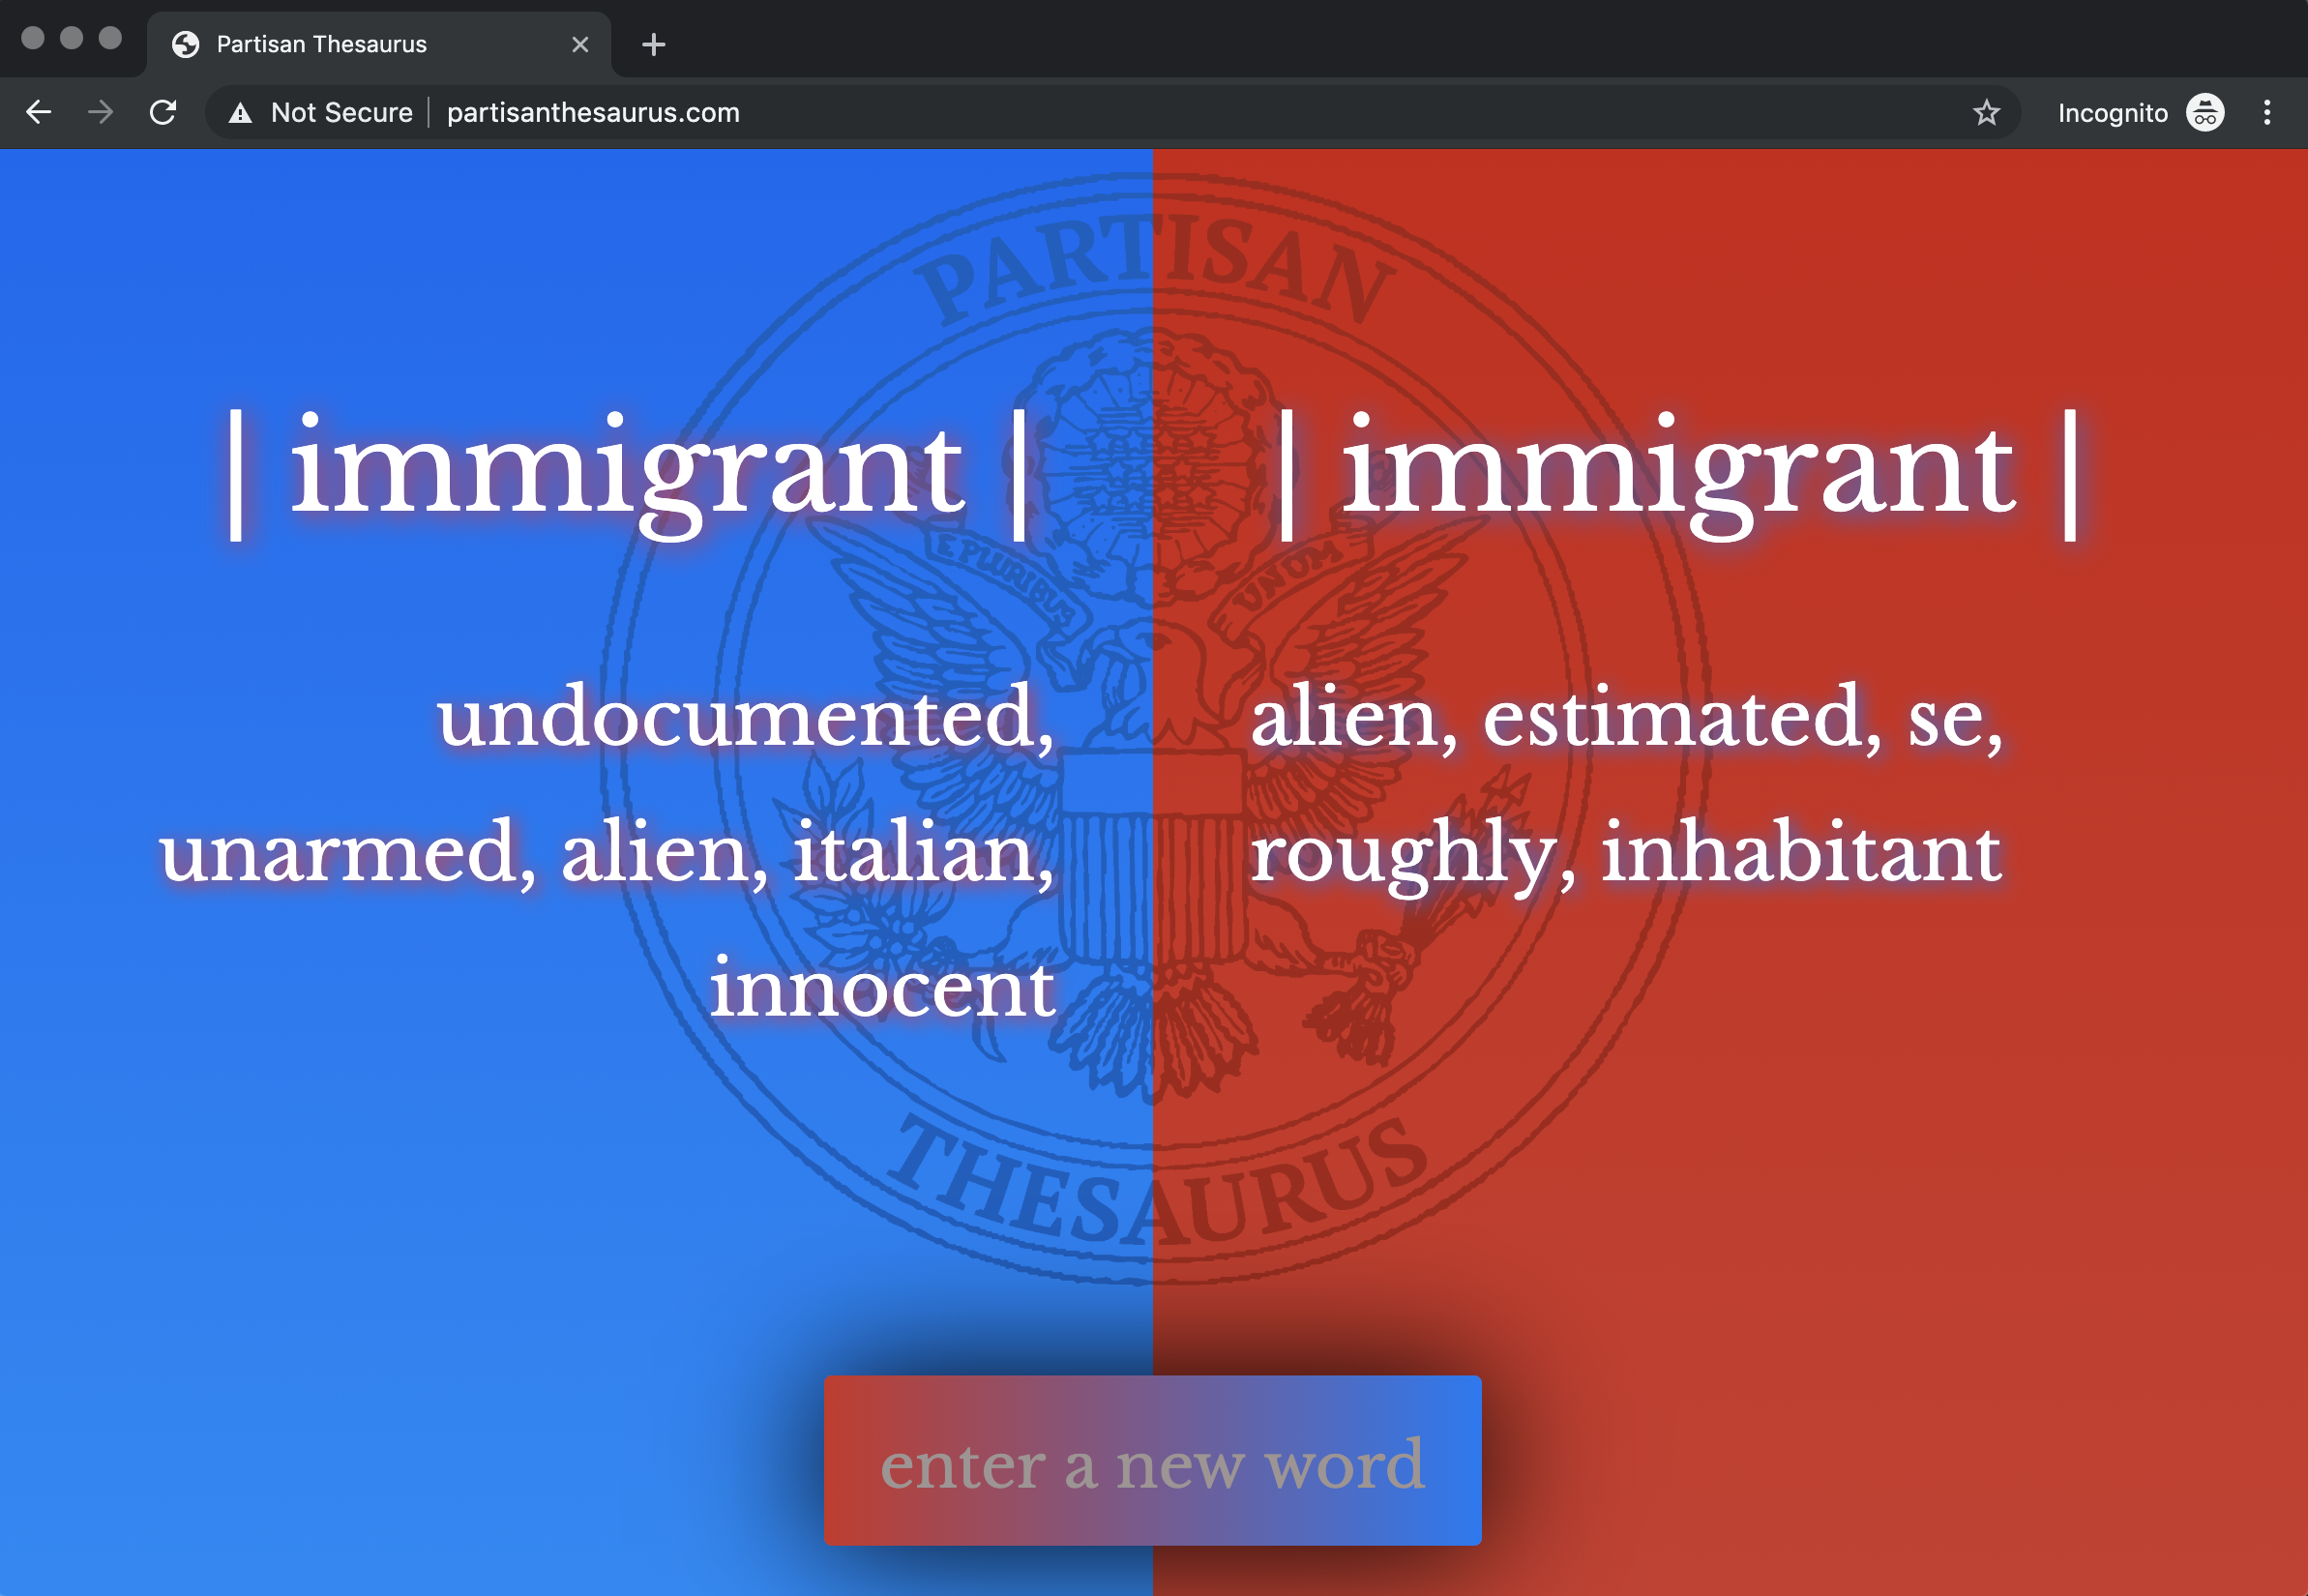 Partisan Thesaurus
Not Secure
partisanthesaurus.com
Incognito
PARTISAN
| immigrant |
| immigrant |
E PLURIBUS
UNUM
undocumented,
unarmed, alien, italian,
innocent
alien, estimated, se,
roughly, inhabitant
THESAURUS
enter a new word